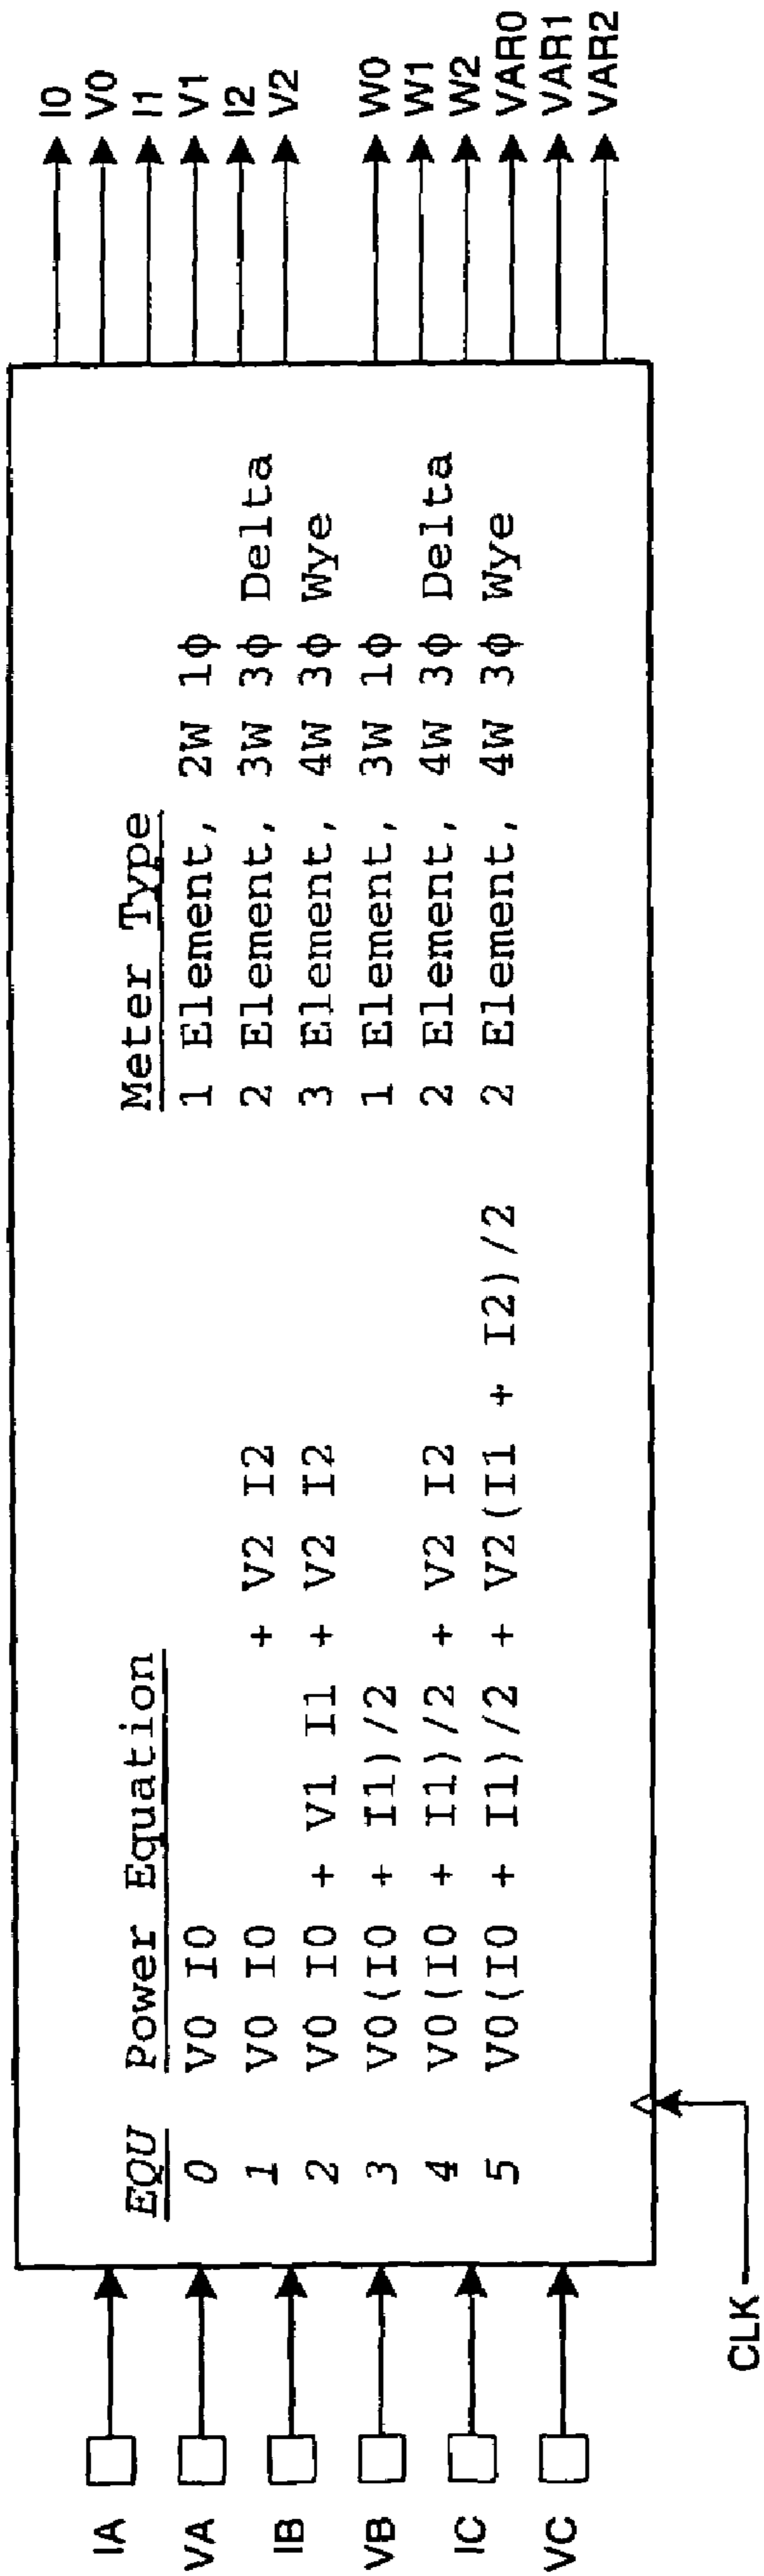 IA
VA
IB
VB
IC
VC
CLK
EQU Power Equation Meter Type
0 V0 I0 1 Element, 2W 1ϕ
1 V0 I0 + V2 I2 2 Element, 3W 3ϕ Delta
2 V0 I0 + V1 I1 + V2 I2 3 Element, 4W 3ϕ Wye
3 V0(I0 + I1)/2 1 Element, 3W 1ϕ
4 V0(I0 + I1)/2 + V2 I2 2 Element, 4W 3ϕ Delta
5 V0(I0 + I1)/2 + V2(I1 + I2)/2 2 Element, 4W 3ϕ Wye
I0
V0
I1
V1
I2
V2
W0
W1
W2
VAR0
VAR1
VAR2